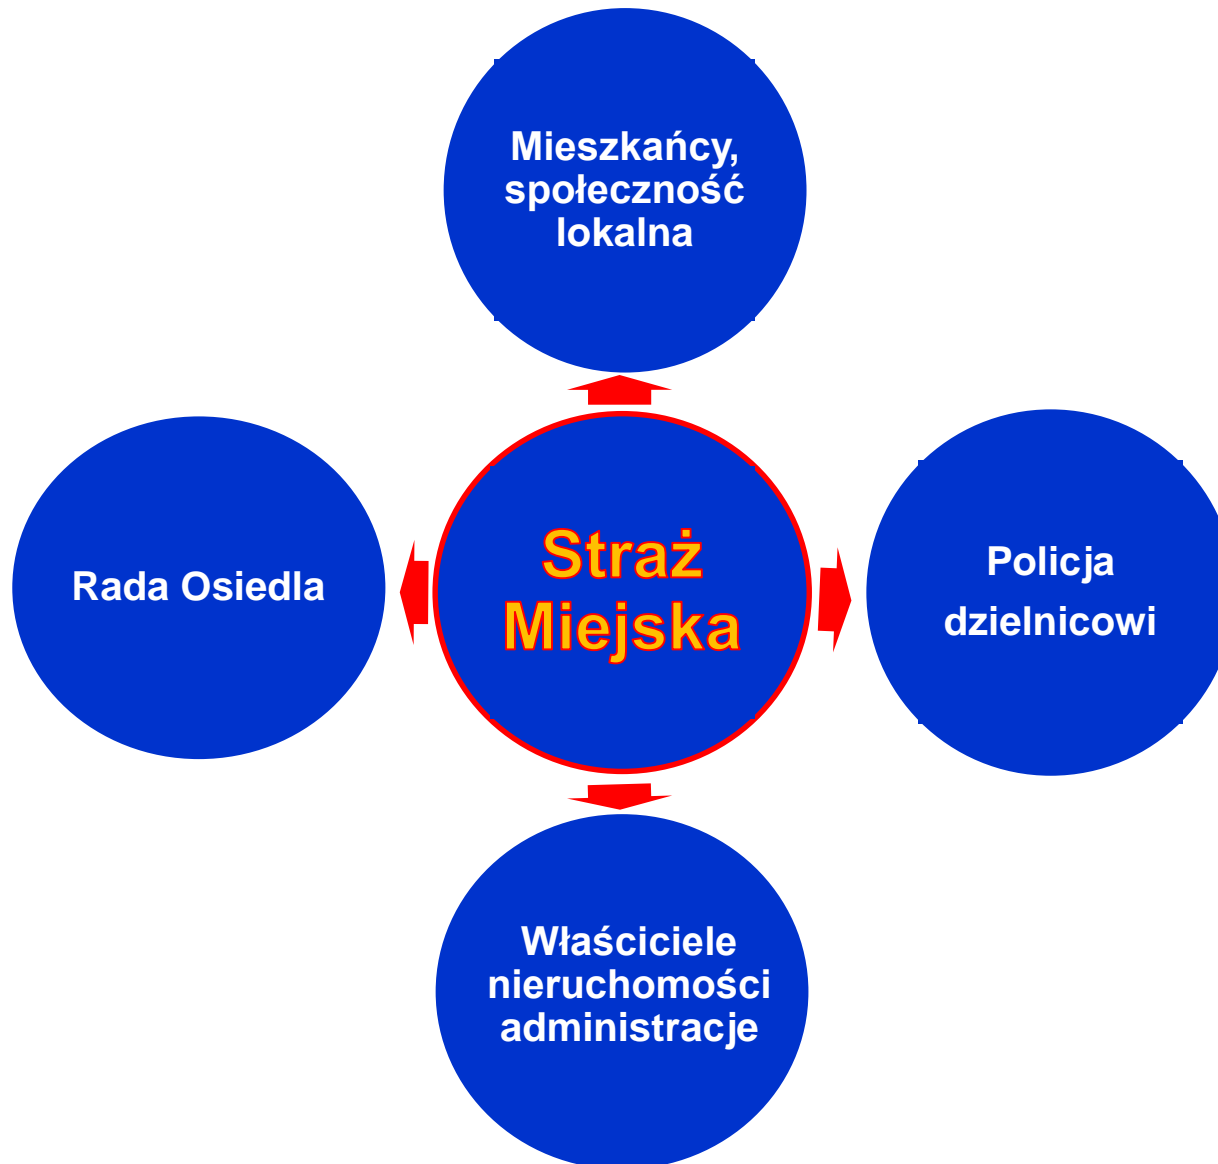 Mieszkańcy,
społeczność
lokalna
Rada Osiedla
Straż
Miejska
Policja
dzielnicowi
Właściciele
nieruchomości
administracje